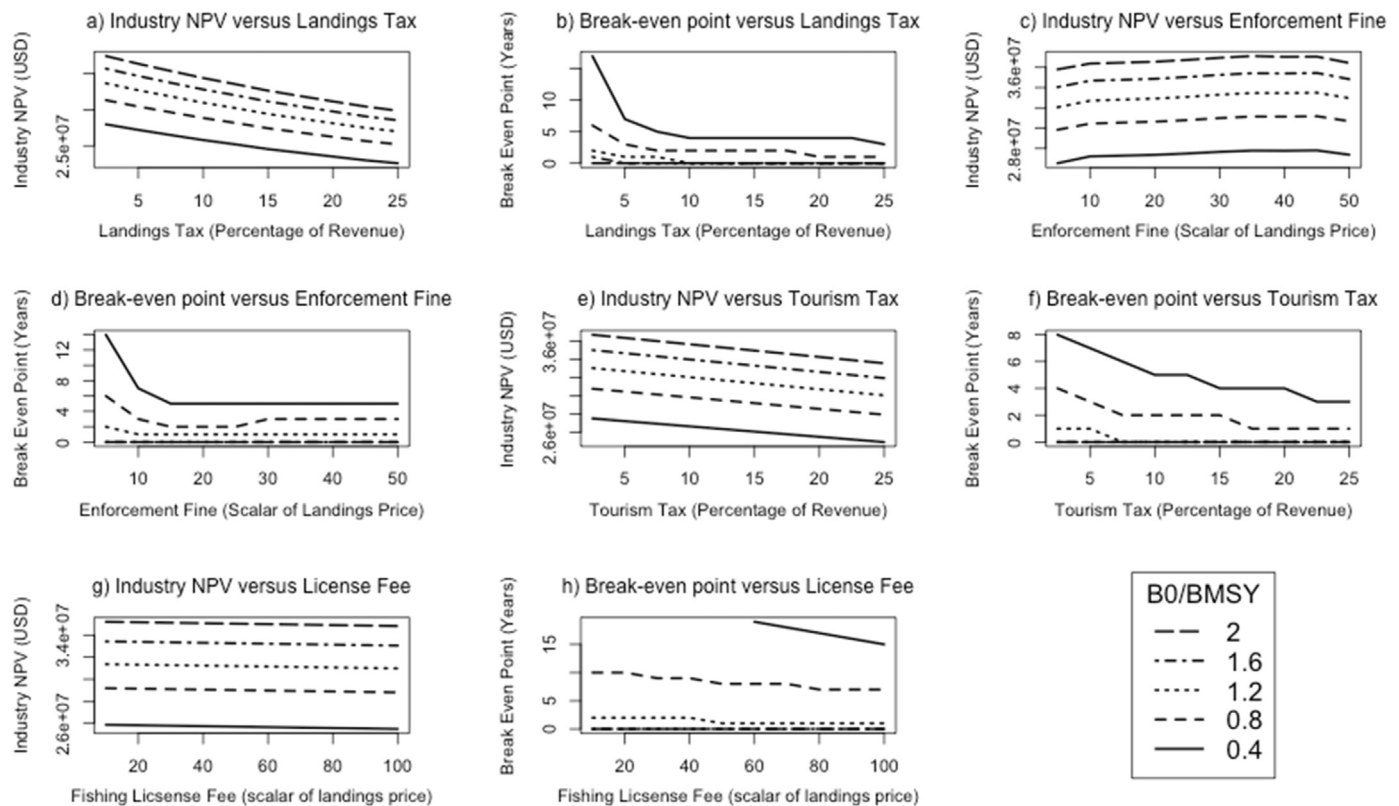 a) Industry NPV versus Landings Tax
Industry NPV (USD)
2.5e+07
5 10 15 20 25
Landings Tax (Percentage of Revenue)
b) Break-even point versus Landings Tax
Break Even Point (Years)
0 5 10
5 10 15 20 25
Landings Tax (Percentage of Revenue)
c) Industry NPV versus Enforcement Fine
Industry NPV (USD)
2.8e+07 3.6e+07
10 20 30 40 50
Enforcement Fine (Scalar of Landings Price)
d) Break-even point versus Enforcement Fine
Break Even Point (Years)
0 4 8 12
10 20 30 40 50
Enforcement Fine (Scalar of Landings Price)
e) Industry NPV versus Tourism Tax
Industry NPV (USD)
2.6e+07 3.6e+07
5 10 15 20 25
Tourism Tax (Percentage of Revenue)
f) Break-even point versus Tourism Tax
Break Even Point (Years)
0 2 4 6 8
5 10 15 20 25
Tourism Tax (Percentage of Revenue)
g) Industry NPV versus License Fee
Industry NPV (USD)
2.6e+07 3.4e+07
20 40 60 80 100
Fishing Licsense Fee (scalar of landings price)
h) Break-even point versus License Fee
Break Even Point (Years)
0 5 15
20 40 60 80 100
Fishing Licsense Fee (scalar of landings price)
B0/BMSY
2
1.6
1.2
0.8
0.4